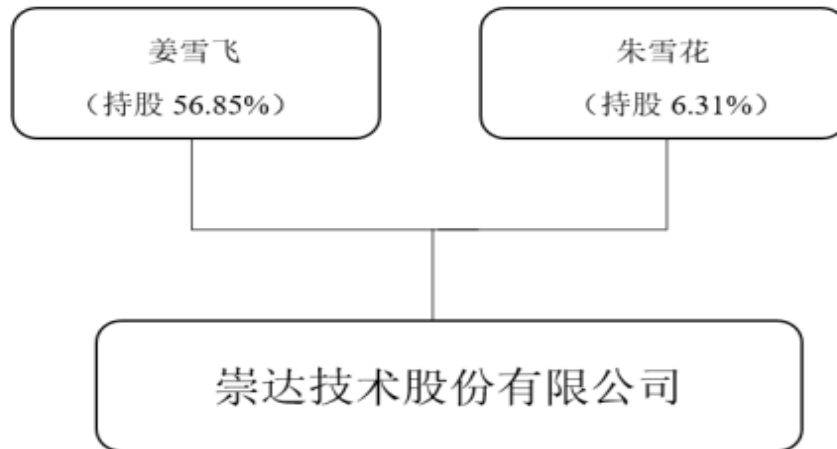 姜雪飞
（持股 56.85%）
朱雪花
（持股 6.31%）
崇达技术股份有限公司